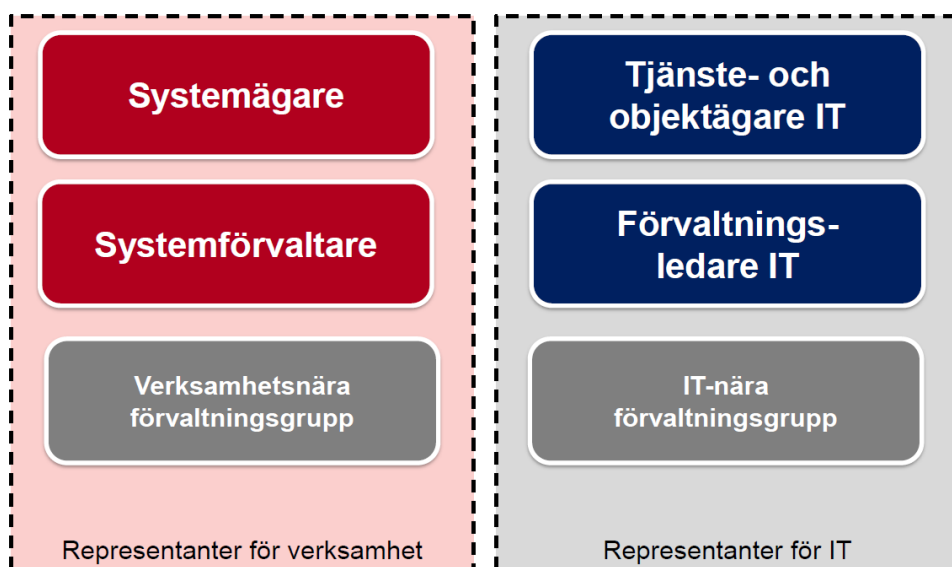 Systemägare
Systemförvaltare
Verksamhetsnära
förvaltningsgrupp
Representanter för verksamhet
Tjänste- och
objektägare IT
Förvaltnings-
ledare IT
IT-nära
förvaltningsgrupp
Representanter för IT